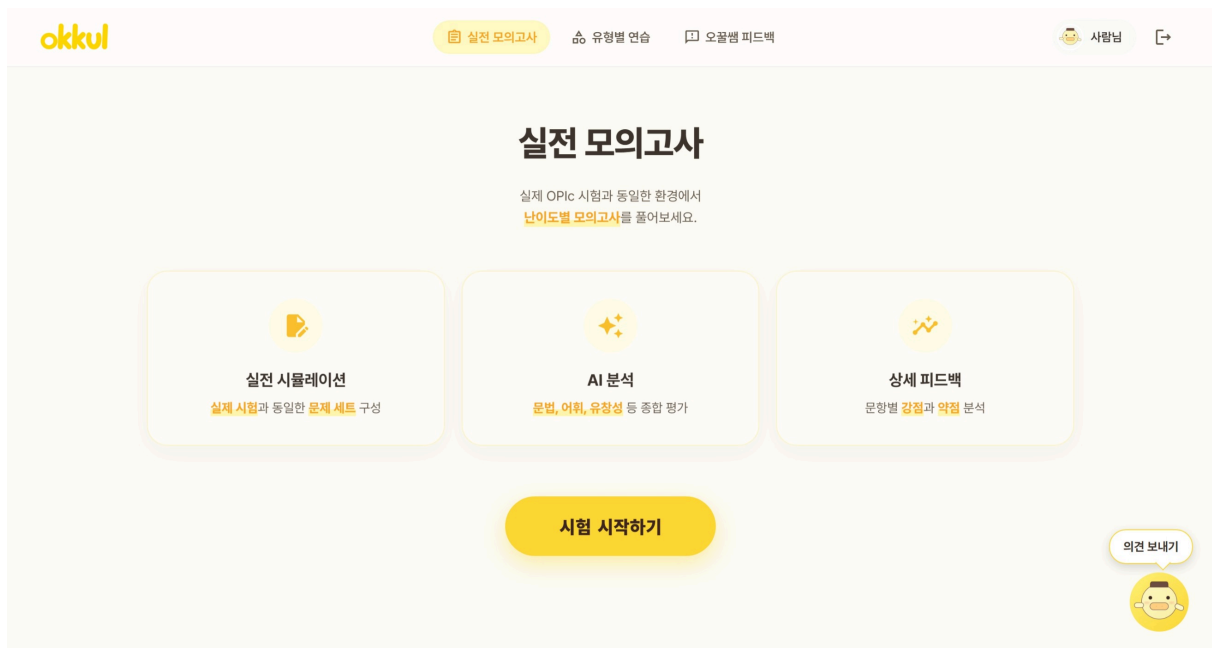 okkul
실전 모의고사
유형별 연습
오꿀쌤 피드백
사람님
실전 모의고사
실제 OPIc 시험과 동일한 환경에서
난이도별 모의고사를 풀어보세요.
실전 시뮬레이션
실제 시험과 동일한 문제 세트 구성
AI 분석
문법, 어휘, 유창성 등 종합 평가
상세 피드백
문항별 강점과 약점 분석
시험 시작하기
의견 보내기